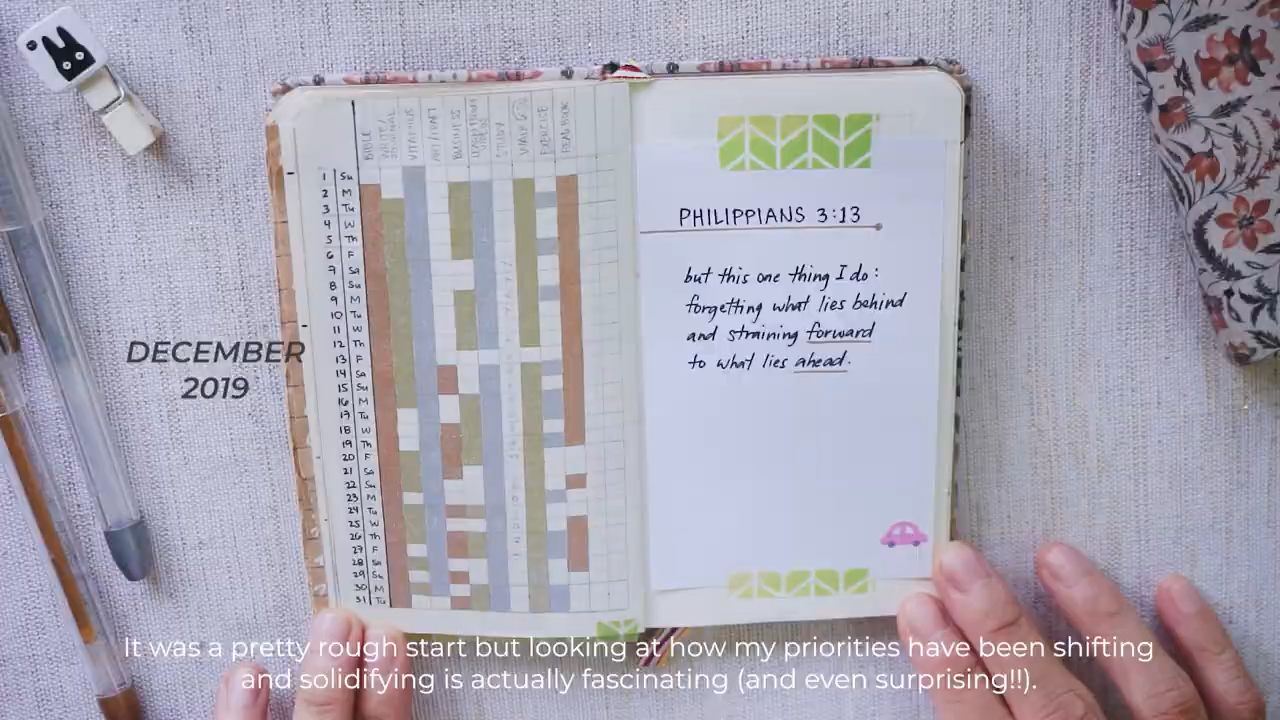 BIBLE
WRITE/
JOURNAL
VITAMINS
ART/CRAFT
BUSINESS
STUDY
WALK
EXERCISE
READ BOOK
1 Su
2 M
3 Tu
4 W
5 Th
6 F
7 Sa
8 Su
9 M
10 Tu
11 W
12 Th
13 F
14 Sa
15 Su
16 M
17 Tu
18 W
19 Th
20 F
21 Sa
22 Su
23 M
24 Tu
25 W
26 Th
27 F
28 Sa
29 Su
30 M
31 Tu
PHILIPPIANS 3:13
but this one thing I do:
forgetting what lies behind
and straining forward
to what lies ahead.
DECEMBER
2019
It was a pretty rough start but looking at how my priorities have been shifting
and solidifying is actually fascinating (and even surprising!!).